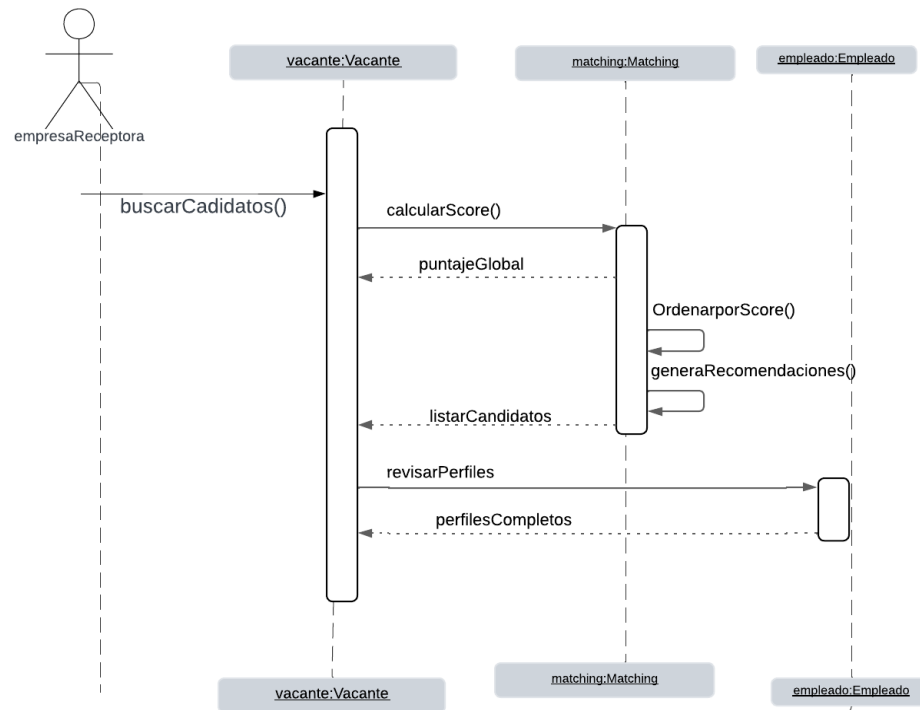 vacante:Vacante
matching:Matching
empleado:Empleado
empresaReceptora
buscarCadidatos()
calcularScore()
puntajeGlobal
OrdenarporScore()
generaRecomendaciones()
listarCandidatos
revisarPerfiles
perfilesCompletos
vacante:Vacante
matching:Matching
empleado:Empleado